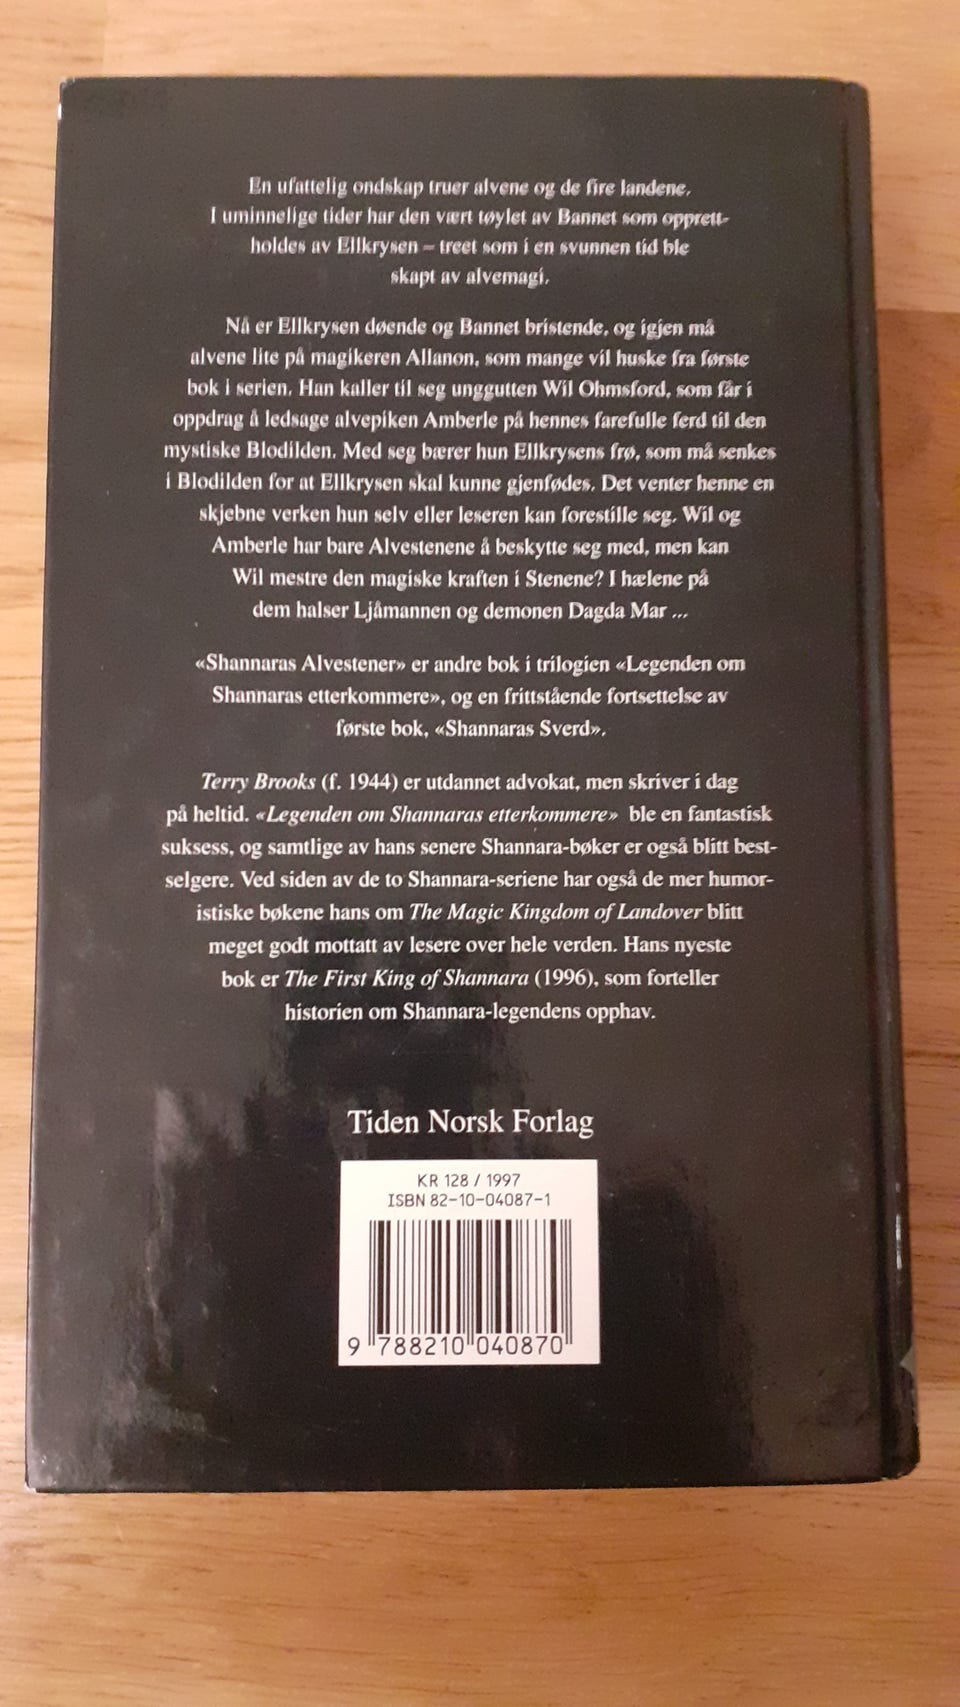 En ufattelig ondskap truer alvene og de fire landene.
I uminnelige tider har den vært tøylet av Bannet som opprett-
holdes av Ellkrysen – treet som i en svunnen tid ble
skapt av alvemagi.
Nå er Ellkrysen døende og Bannet bristende, og igjen må
alvene lite på magikeren Allanon, som mange vil huske fra første
bok i serien. Han kaller til seg unggutten Wil Ohmsford, som får i
oppdrag å ledsage alvepiken Amberle på hennes farefulle ferd til den
mystiske Blodilden. Med seg bærer hun Ellkrysens frø, som må senkes
i Blodilden for at Ellkrysen skal kunne gjenfødes. Det venter henne en
skjebne verken hun selv eller leseren kan forestille seg. Wil og
Amberle har bare Alvestenene å beskytte seg med, men kan
Wil mestre den magiske kraften i Stenene? I hælene på
dem halser Ljåmannen og demonen Dagda Mar ...
«Shannaras Alvestener» er andre bok i trilogien «Legenden om
Shannaras etterkommere», og en frittstående fortsettelse av
første bok, «Shannaras Sverd».
Terry Brooks (f. 1944) er utdannet advokat, men skriver i dag
på heltid. «Legenden om Shannaras etterkommere» ble en fantastisk
suksess, og samtlige av hans senere Shannara-bøker er også blitt best-
selgere. Ved siden av de to Shannara-seriene har også de mer humor-
istiske bøkene hans om The Magic Kingdom of Landover blitt
meget godt mottatt av lesere over hele verden. Hans nyeste
bok er The First King of Shannara (1996), som forteller
historien om Shannara-legendens opphav.
Tiden Norsk Forlag
KR 128 / 1997
ISBN 82-10-04087-1
9 788210 040870